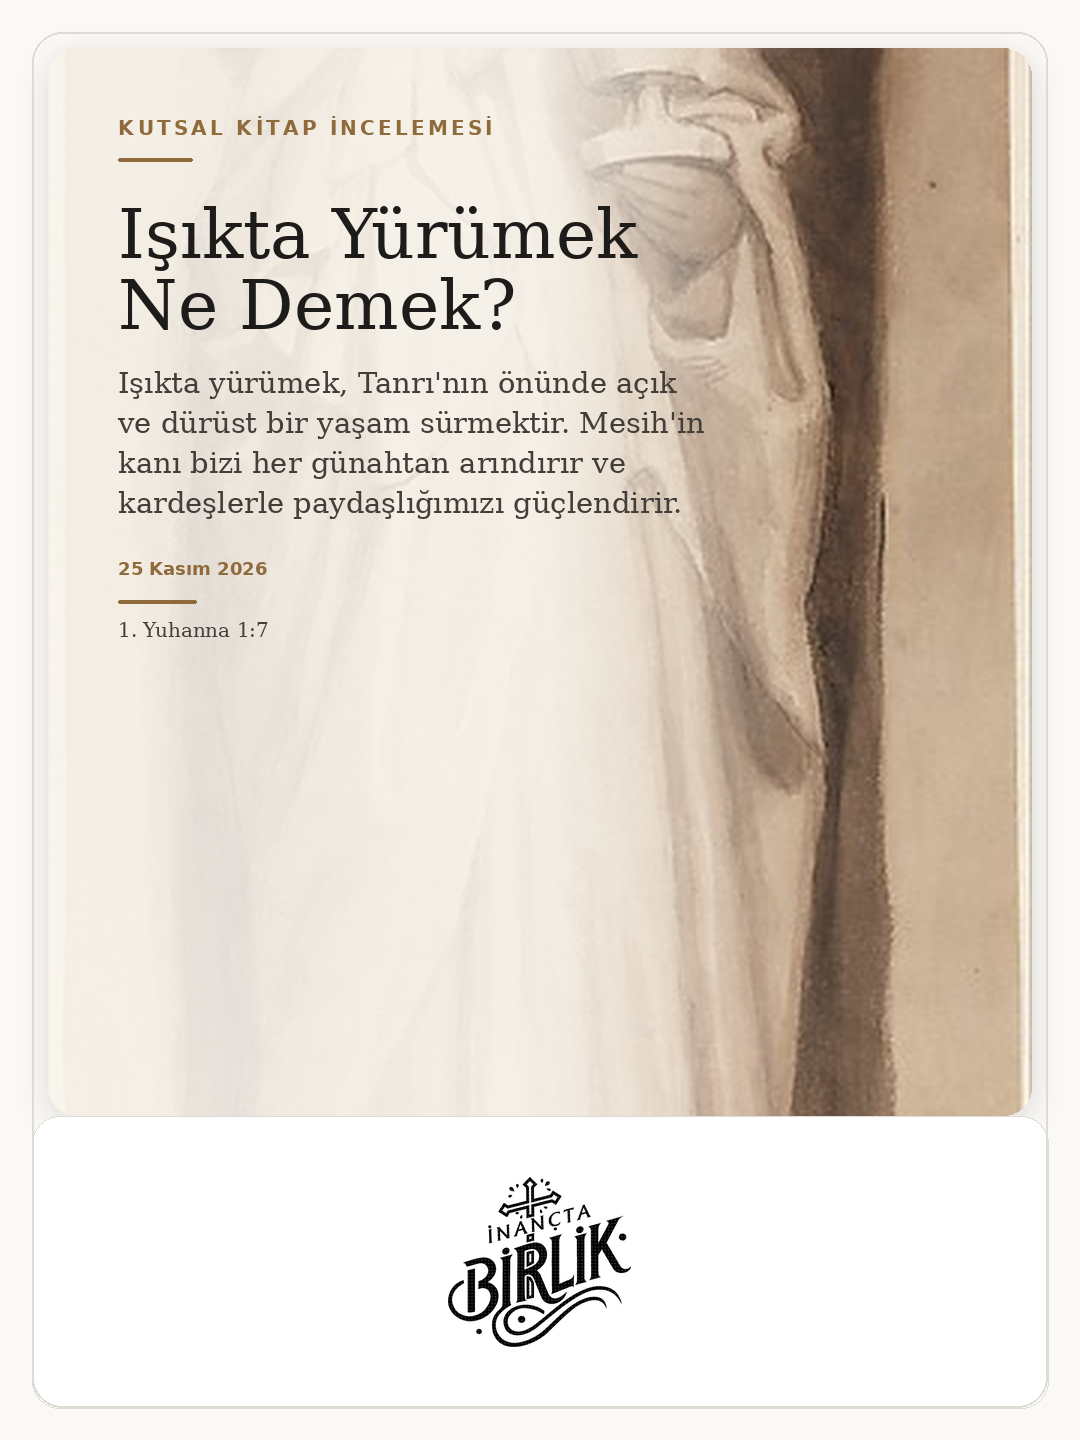 KUTSAL KİTAP İNCELEMESİ
Işıkta Yürümek
Ne Demek?
Işıkta yürümek, Tanrı'nın önünde açık
ve dürüst bir yaşam sürmektir. Mesih'in
kanı bizi her günahtan arındırır ve
kardeşlerle paydaşlığımızı güçlendirir.
25 Kasım 2026
1. Yuhanna 1:7
İNANÇTA
BİRLİK